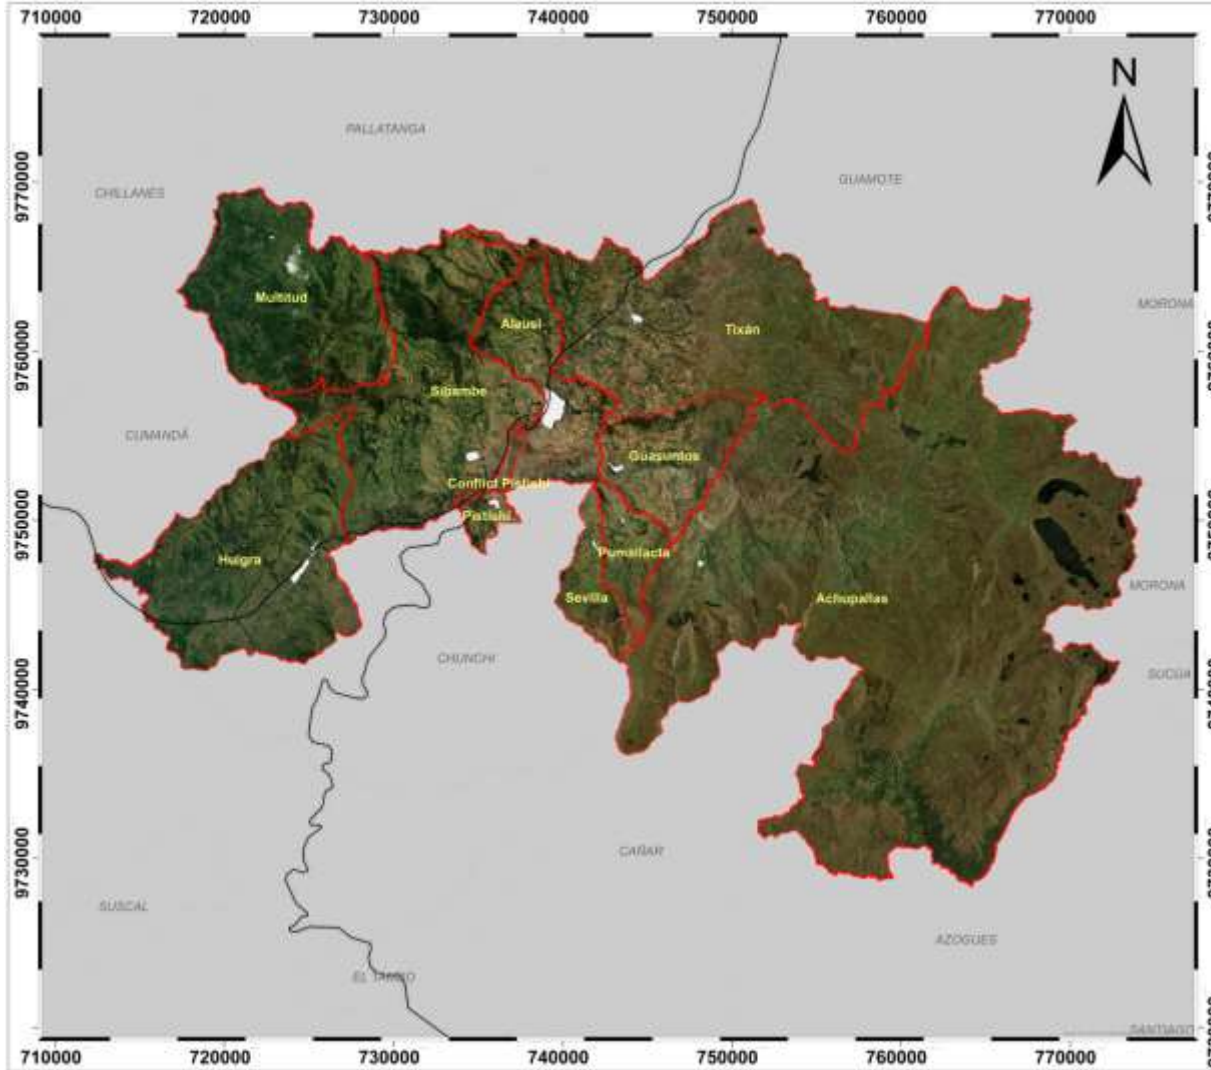 710000 720000 730000 740000 750000 760000 770000
N
PALLATANGA
GUAMOTE
9770000
CHILLANES
9770000
Multitud
MORONA
Alausí
Tixán
9760000
Sibambe
CUMANDÁ
Guasuntos
Conflict Pistishi
Pistishi
9750000
Huigra
Pumallacta
Sevilla
Achupallas
MORONA
CHUNCHI
SUCÚA
9740000
CAÑAR
9730000
SUSCAL
AZOGUES
EL TAMBO
SANTIAGO
710000 720000 730000 740000 750000 760000 770000